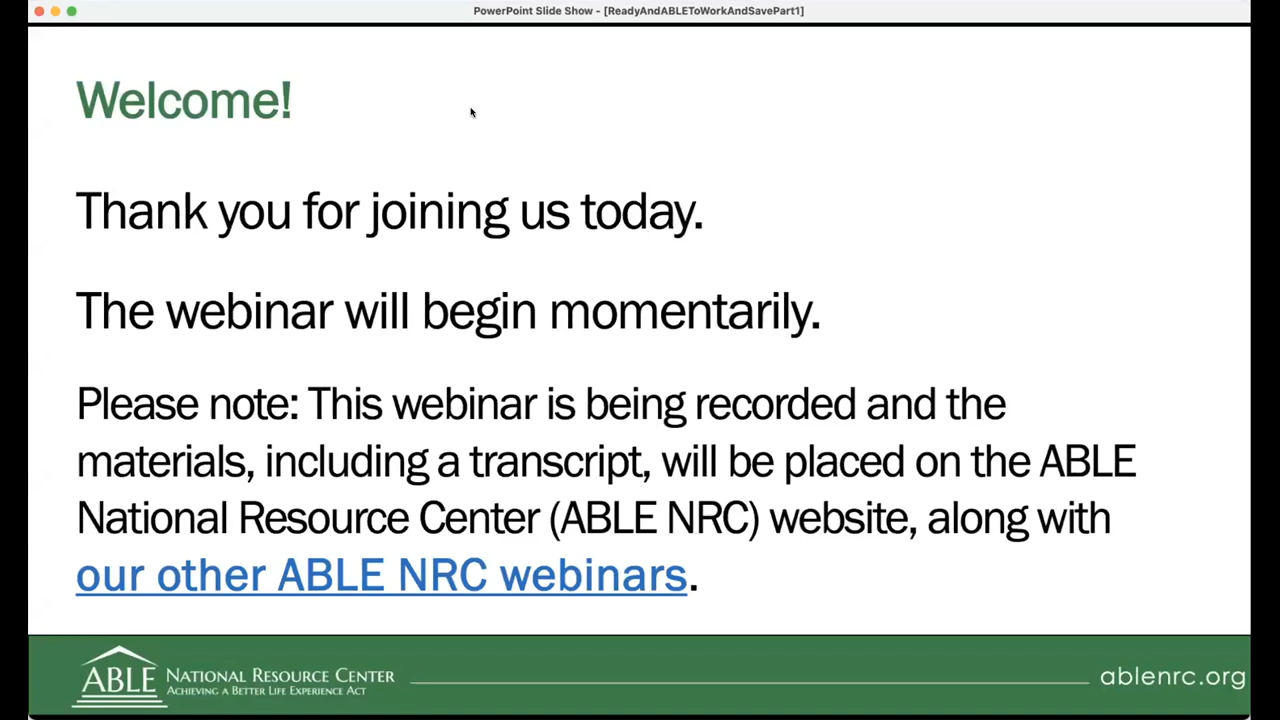 PowerPoint Slide Show - [ReadyAndABLEToWorkAndSavePart1]
Welcome!
Thank you for joining us today.
The webinar will begin momentarily.
Please note: This webinar is being recorded and the
materials, including a transcript, will be placed on the ABLE
National Resource Center (ABLE NRC) website, along with
our other ABLE NRC webinars.
ABLE NATIONAL RESOURCE CENTER
ACHIEVING A BETTER LIFE EXPERIENCE ACT
ablenrc.org